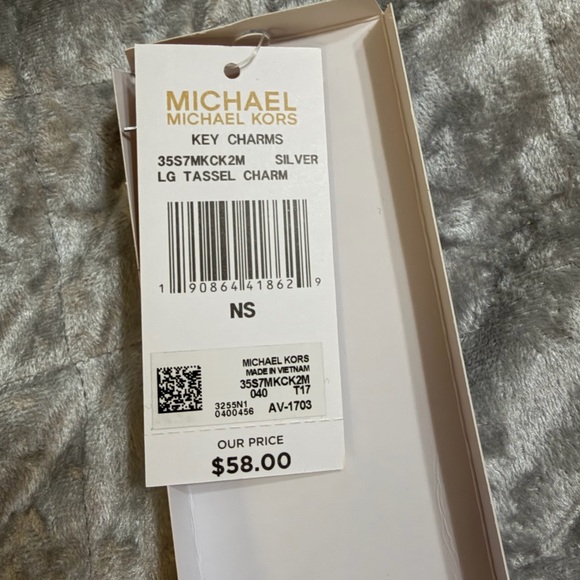 MICHAEL
MICHAEL KORS
KEY CHARMS
35S7MKCK2M SILVER
LG TASSEL CHARM
1 90864 41862 9
NS
MICHAEL KORS
MADE IN VIETNAM
35S7MKCK2M
040 T17
3255N1
0400456 AV-1703
OUR PRICE
$58.00